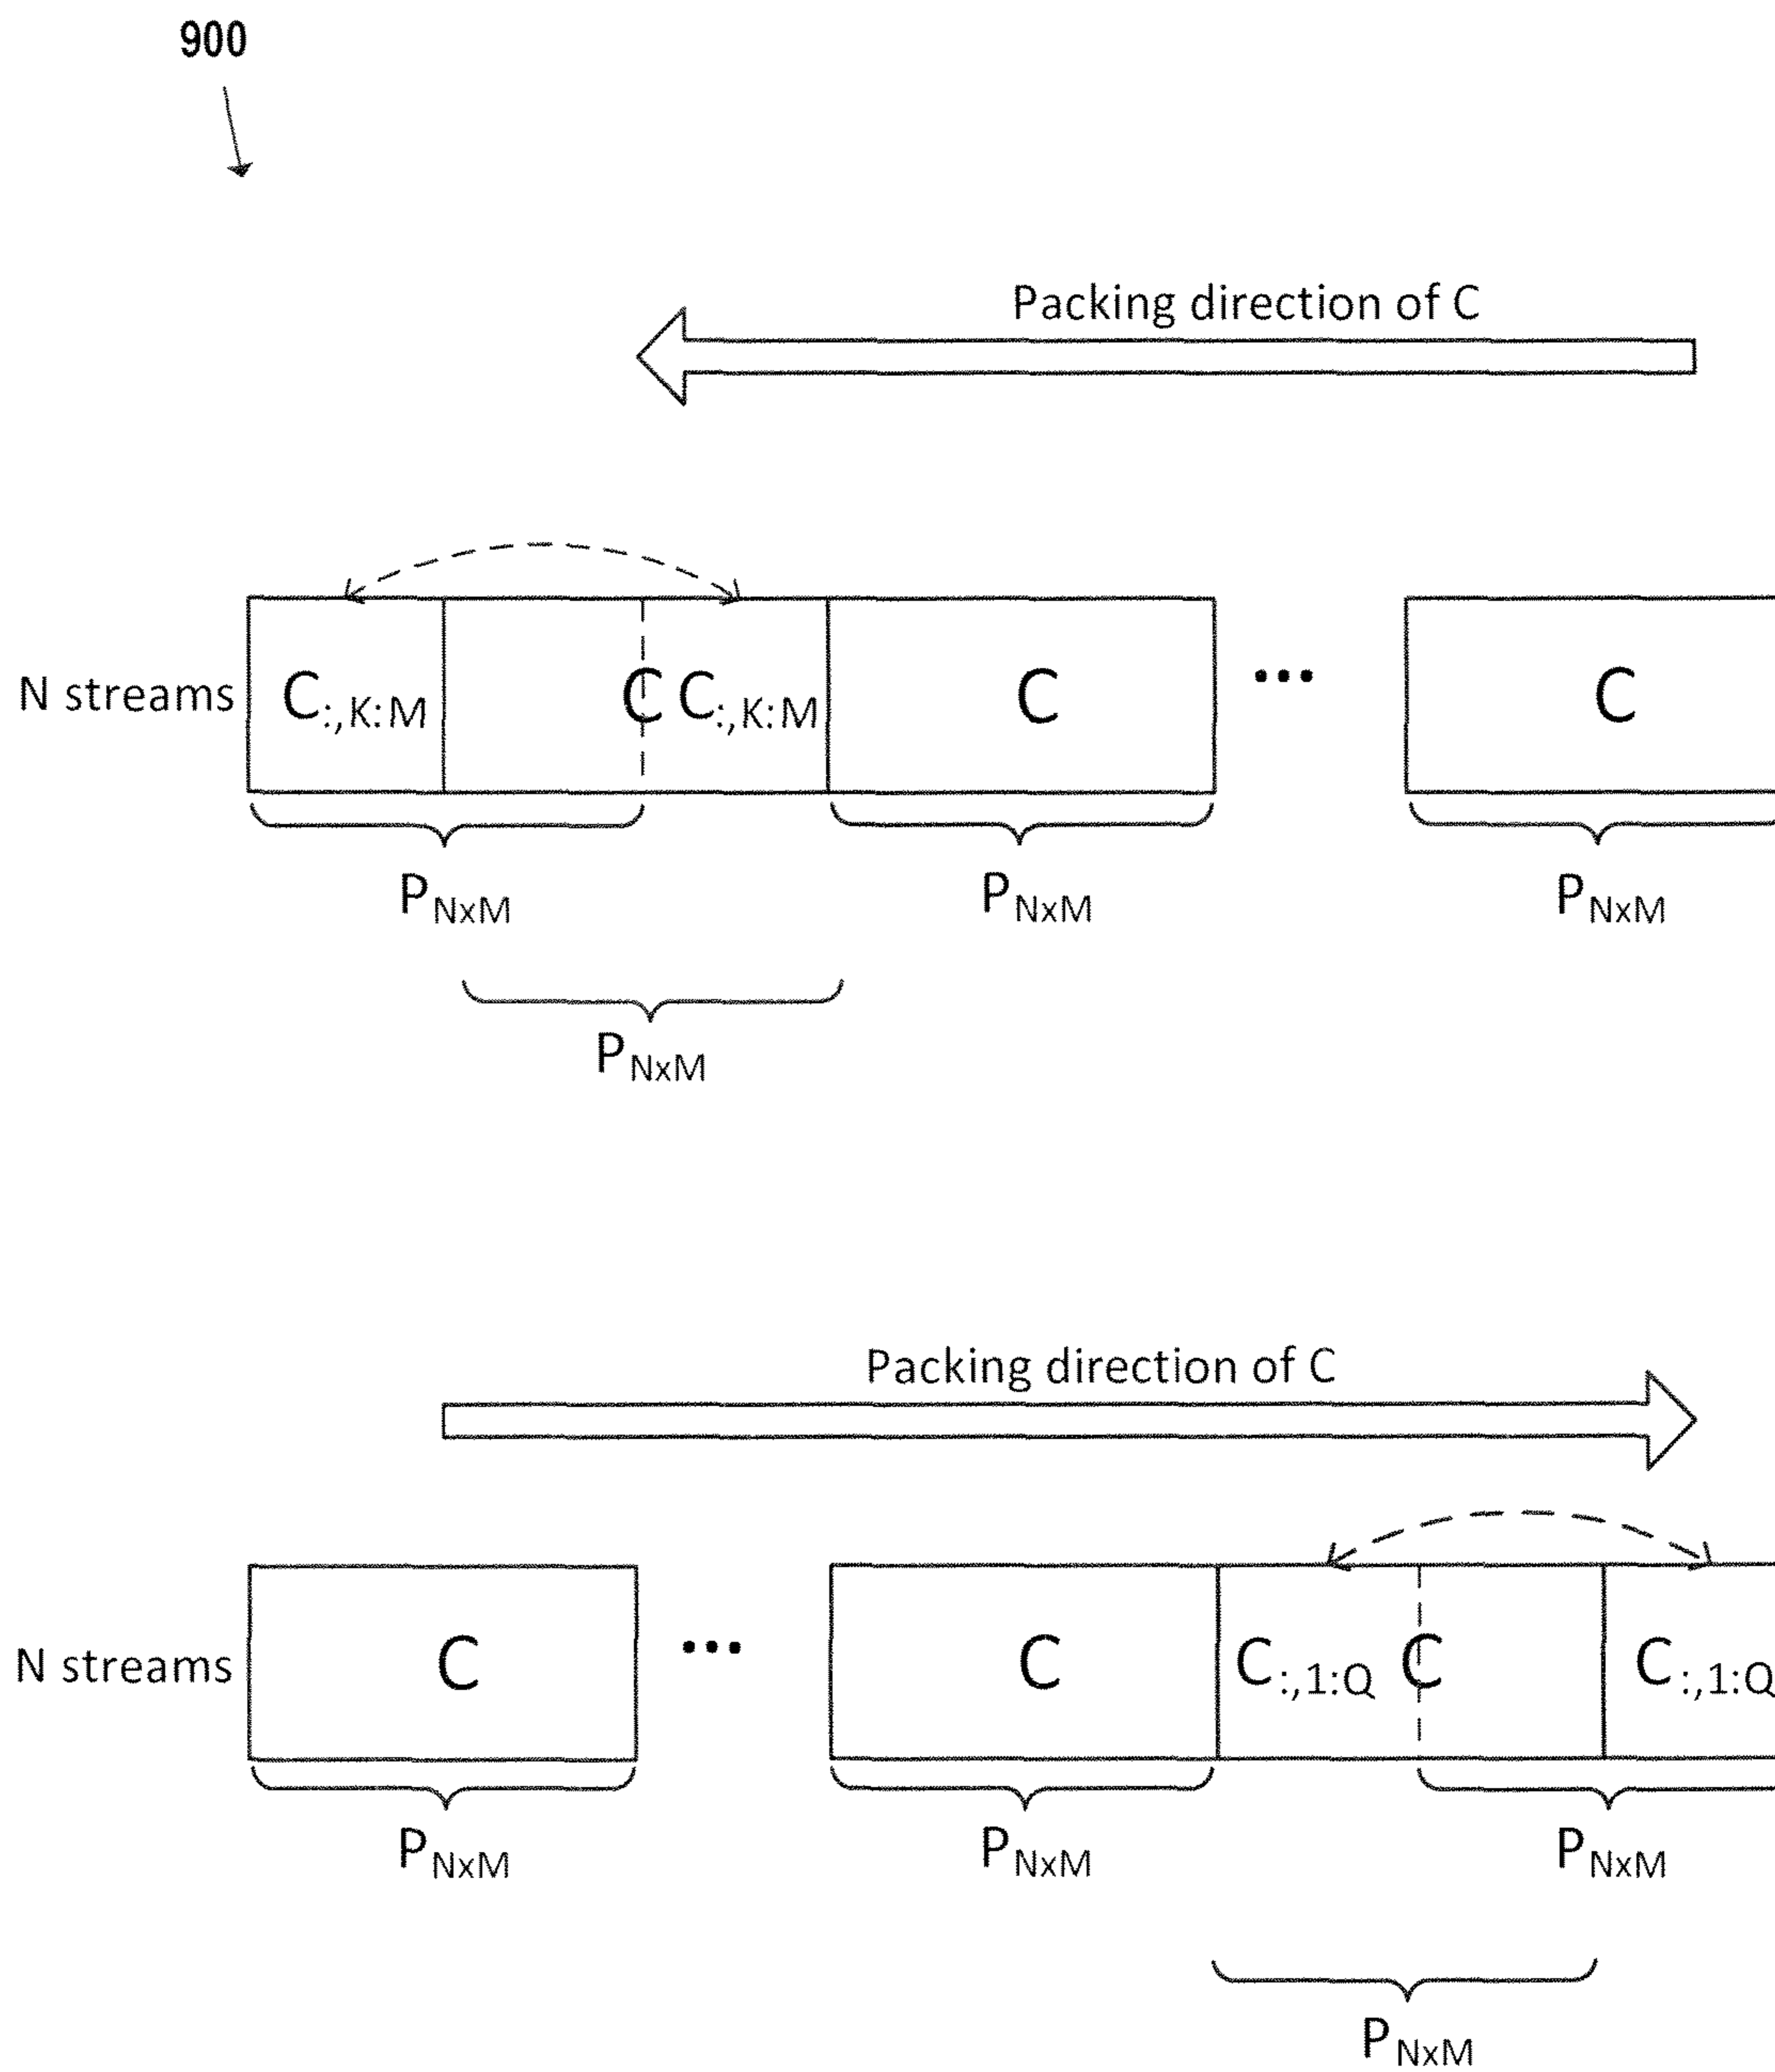 900
Packing direction of C
N streams C:,K:M C C:,K:M C ••• C
PNxM PNxM PNxM
PNxM
Packing direction of C
N streams C ••• C C:,1:Q C C:,1:Q
PNxM PNxM PNxM
PNxM